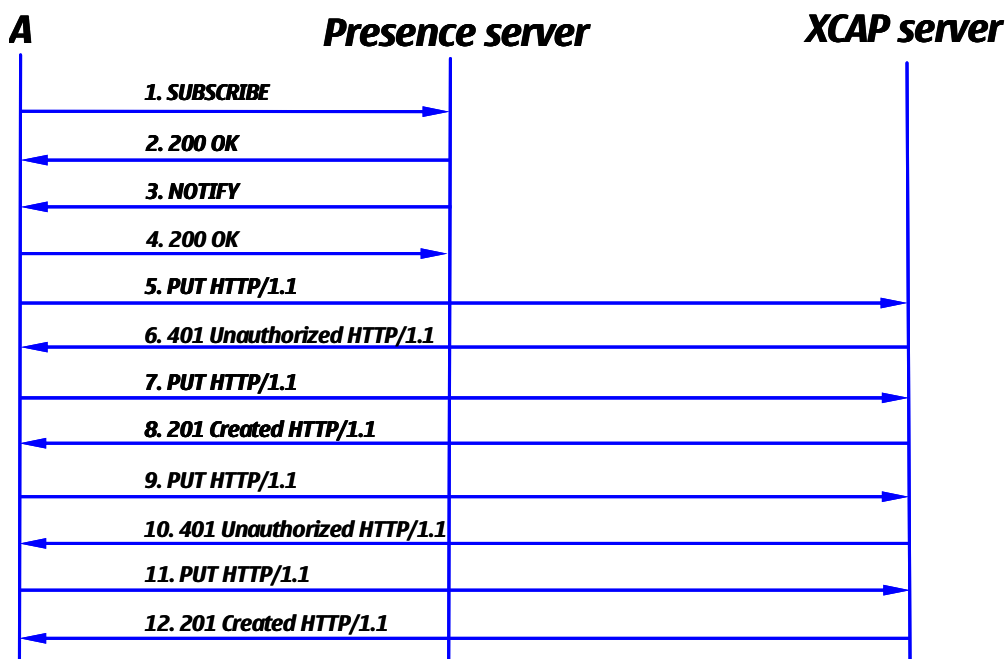 A
Presence server
XCAP server
1. SUBSCRIBE
2. 200 OK
3. NOTIFY
4. 200 OK
5. PUT HTTP/1.1
6. 401 Unauthorized HTTP/1.1
7. PUT HTTP/1.1
8. 201 Created HTTP/1.1
9. PUT HTTP/1.1
10. 401 Unauthorized HTTP/1.1
11. PUT HTTP/1.1
12. 201 Created HTTP/1.1